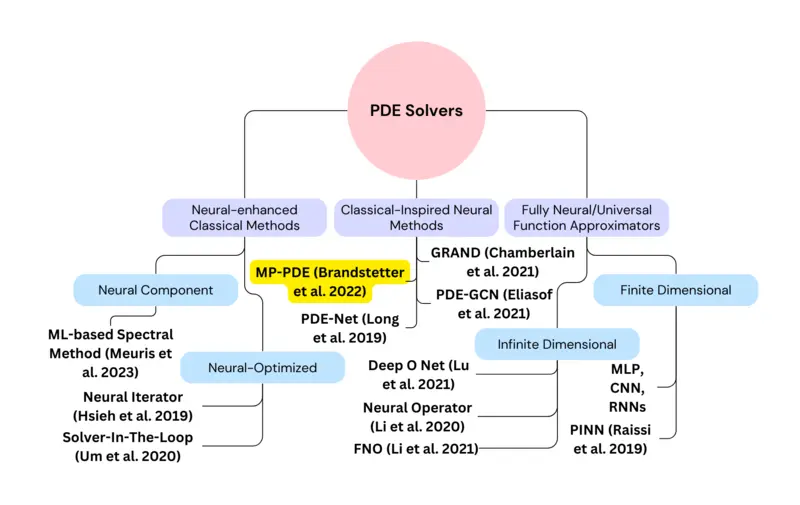 PDE Solvers
Neural-enhanced
Classical Methods
Classical-Inspired Neural
Methods
Fully Neural/Universal
Function Approximators
Neural Component
ML-based Spectral
Method (Meuris et
al. 2023)
Neural-Optimized
Neural Iterator
(Hsieh et al. 2019)
Solver-In-The-Loop
(Um et al. 2020)
GRAND (Chamberlain
et al. 2021)
MP-PDE (Brandstetter
et al. 2022)
PDE-GCN (Eliasof
et al. 2021)
PDE-Net (Long
et al. 2019)
Infinite Dimensional
Deep O Net (Lu
et al. 2021)
Neural Operator
(Li et al. 2020)
FNO (Li et al. 2021)
Finite Dimensional
MLP,
CNN,
RNNs
PINN (Raissi
et al. 2019)